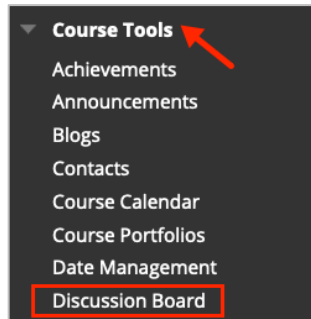 Course Tools
Achievements
Announcements
Blogs
Contacts
Course Calendar
Course Portfolios
Date Management
Discussion Board